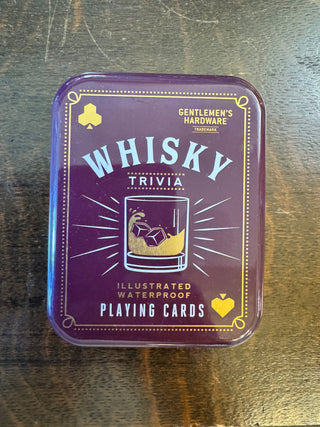 GENTLEMEN'S
HARDWARE
TRADEMARK
WHISKY
TRIVIA
ILLUSTRATED
WATERPROOF
PLAYING CARDS